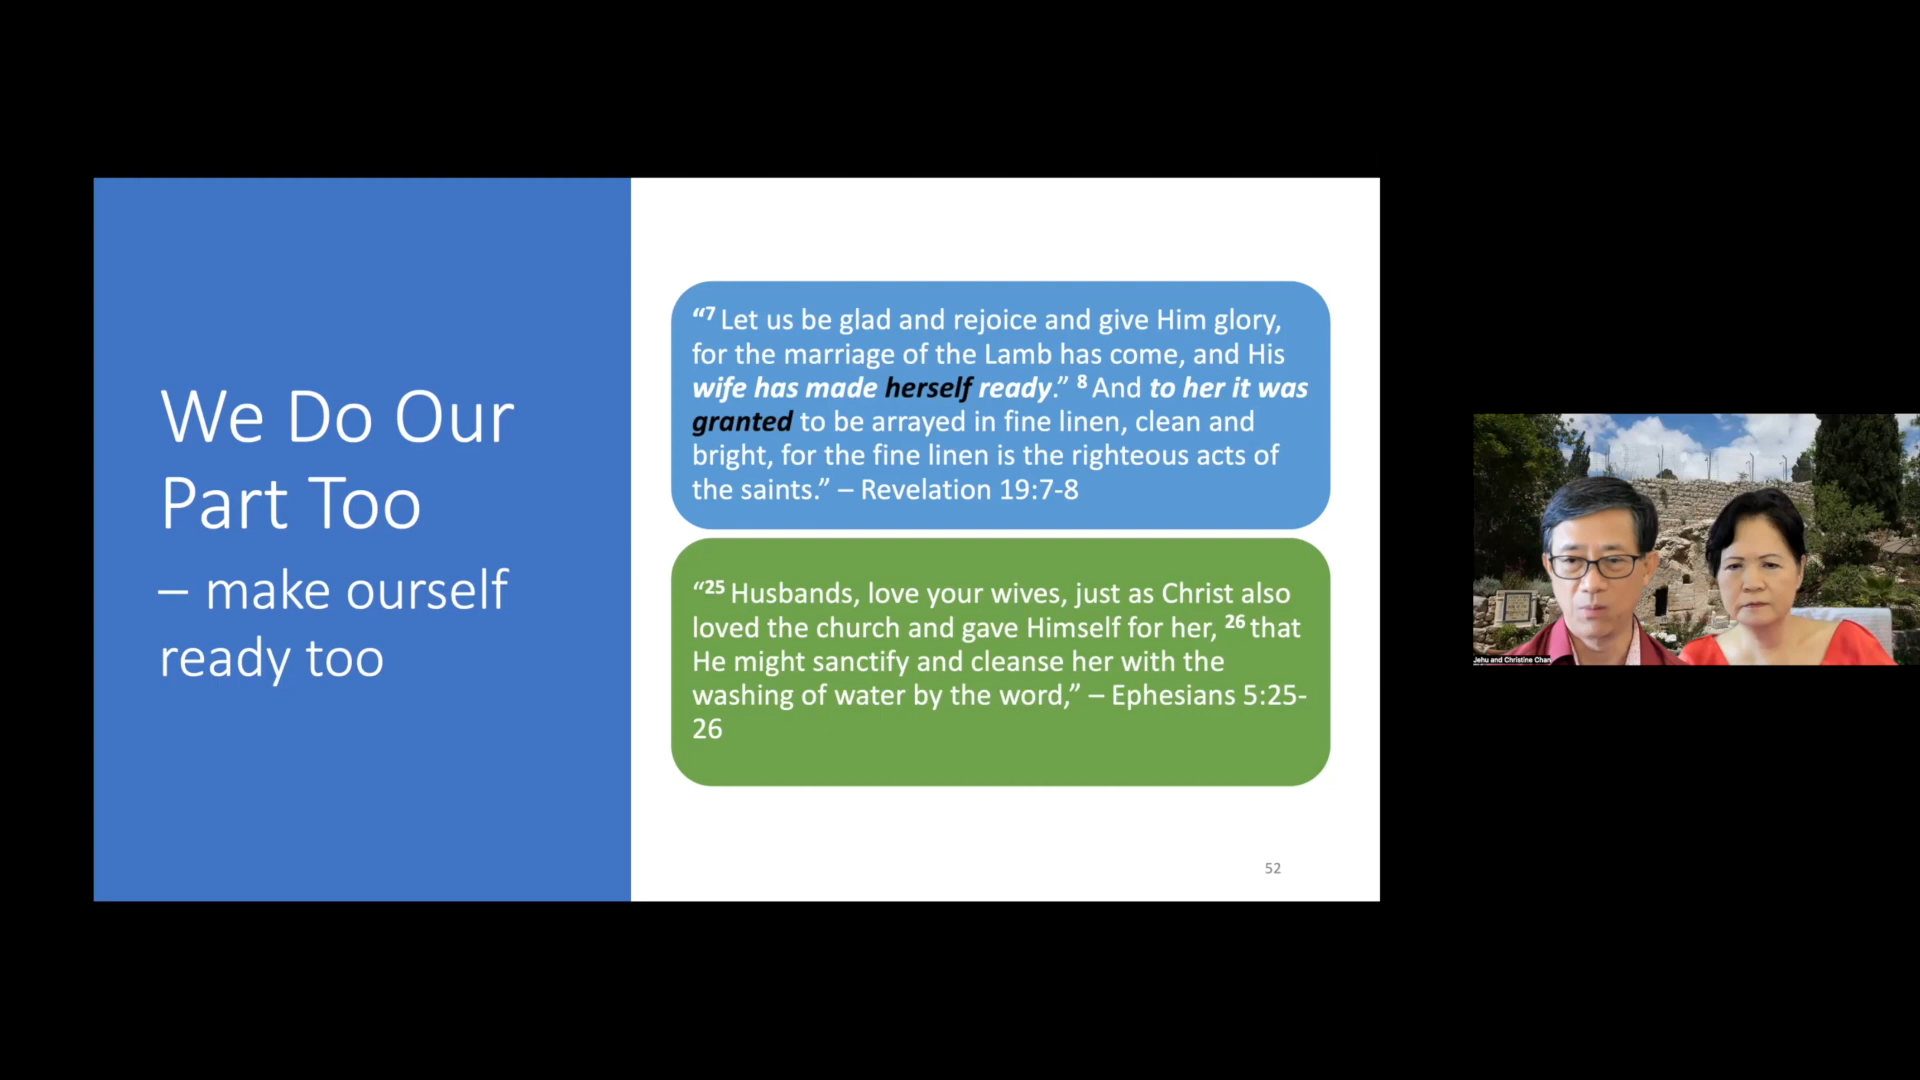 We Do Our
Part Too
– make ourself
ready too
“7 Let us be glad and rejoice and give Him glory,
for the marriage of the Lamb has come, and His
wife has made herself ready.” 8 And to her it was
granted to be arrayed in fine linen, clean and
bright, for the fine linen is the righteous acts of
the saints.” – Revelation 19:7-8
“25 Husbands, love your wives, just as Christ also
loved the church and gave Himself for her, 26 that
He might sanctify and cleanse her with the
washing of water by the word,” – Ephesians 5:25-
26
52
Jehu and Christine Chan